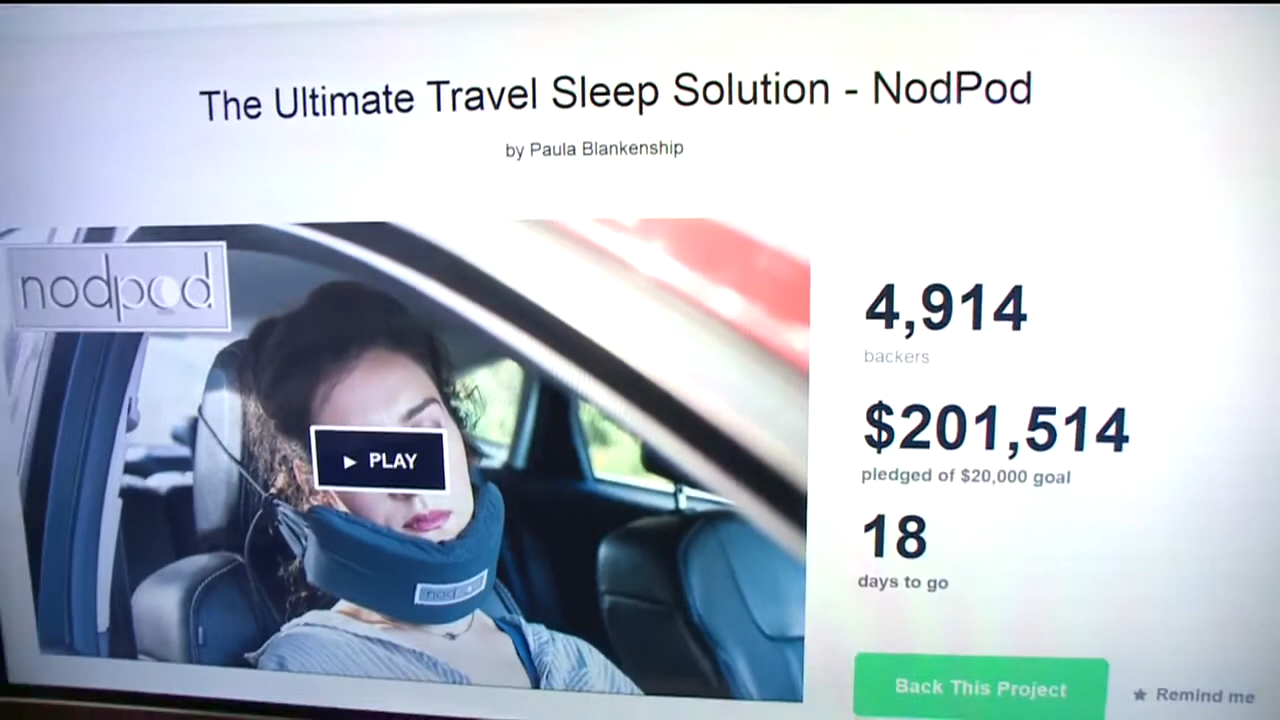 The Ultimate Travel Sleep Solution - NodPod
by Paula Blankenship
nodpod
▶ PLAY
4,914
backers
$201,514
pledged of $20,000 goal
18
days to go
Back This Project
★ Remind me